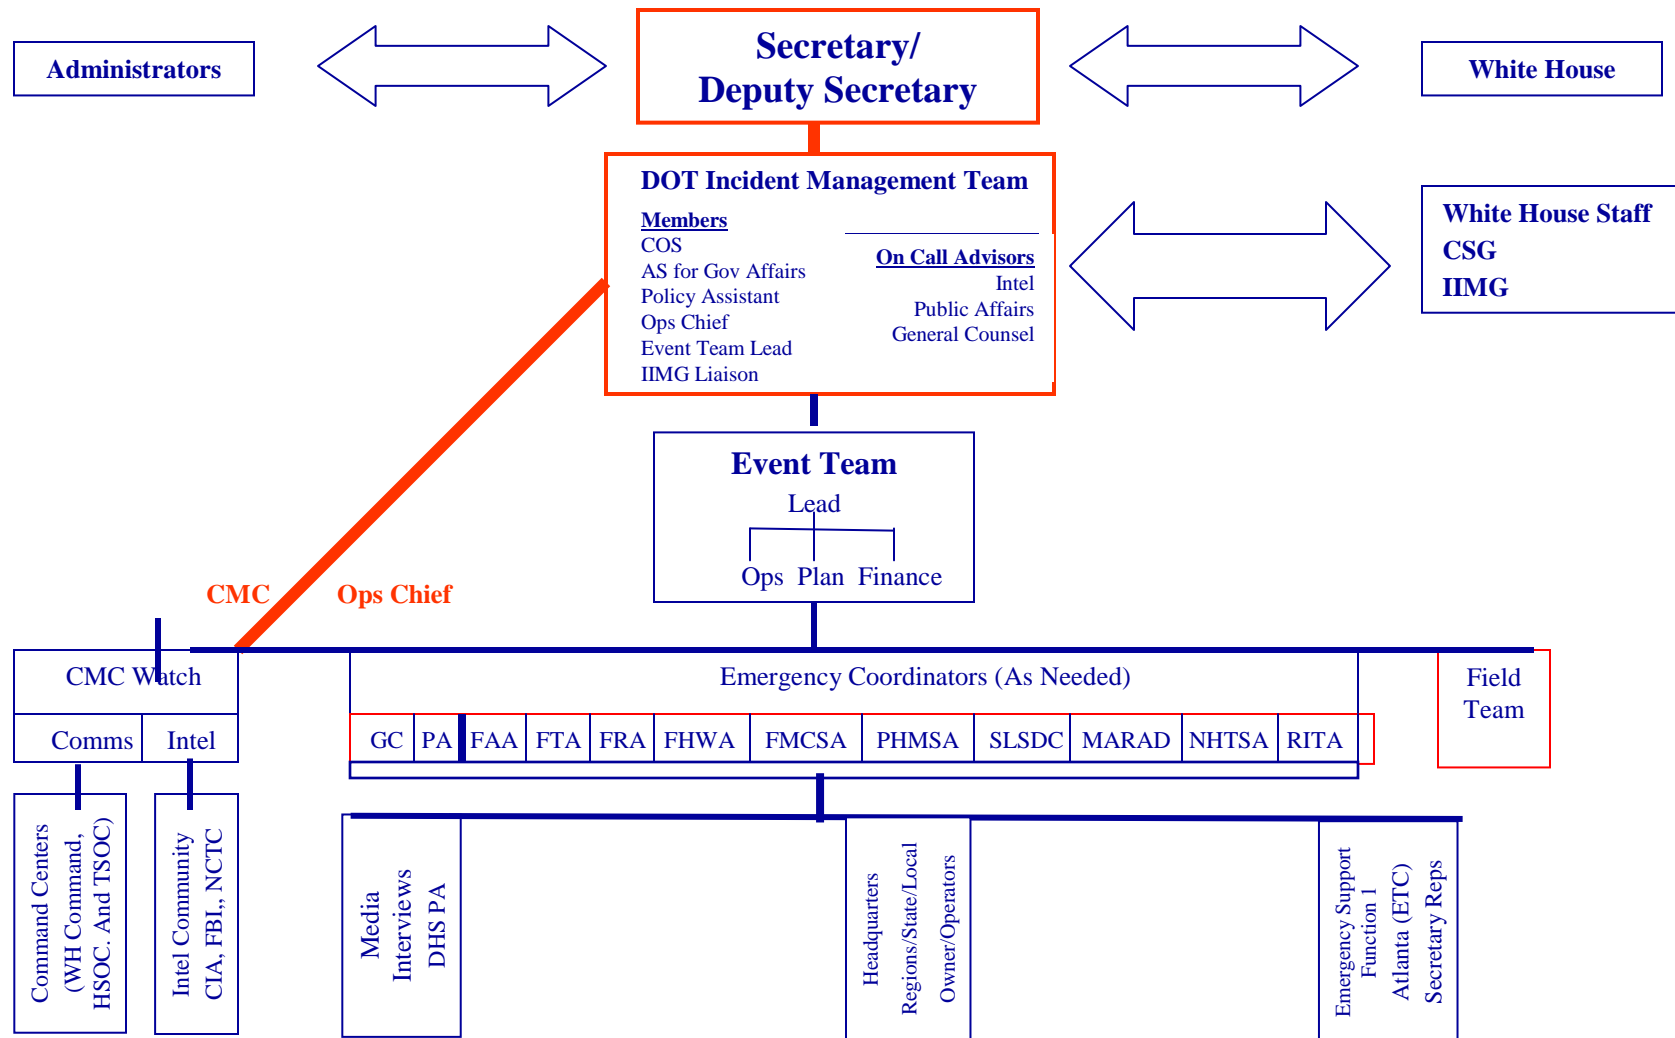 Administrators
Secretary/
Deputy Secretary
White House
DOT Incident Management Team
Members
COS
AS for Gov Affairs
Policy Assistant
Ops Chief
Event Team Lead
IIMG Liaison
On Call Advisors
Intel
Public Affairs
General Counsel
White House Staff
CSG
IIMG
Event Team
Lead
Ops Plan Finance
CMC Ops Chief
CMC Watch
Comms Intel
Emergency Coordinators (As Needed)
GC PA FAA FTA FRA FHWA FMCSA PHMSA SLSDC MARAD NHTSA RITA
Field
Team
Command Centers
(WH Command,
HSOC. And TSOC)
Intel Community
CIA, FBI,, NCTC
Media
Interviews
DHS PA
Headquarters
Regions/State/Local
Owner/Operators
Emergency Support
Function 1
Atlanta (ETC)
Secretary Reps